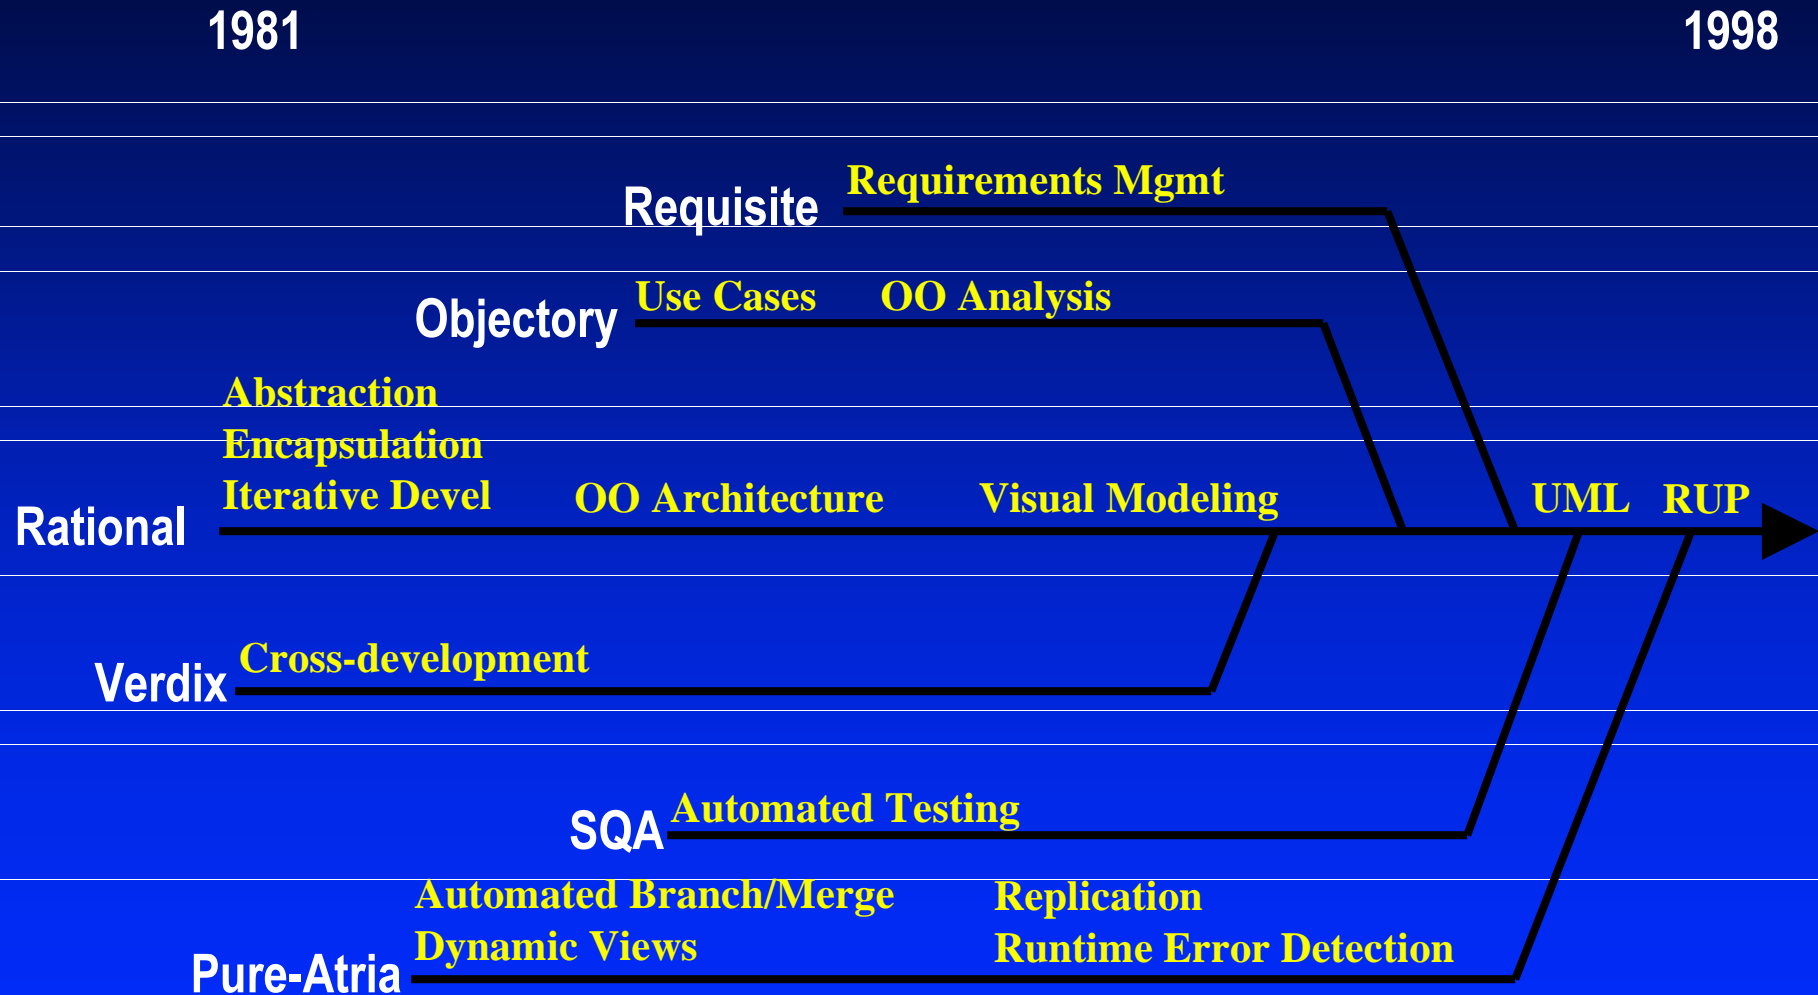 1981
1998
Requirements Mgmt
Requisite
Use Cases
OO Analysis
Objectory
Abstraction
Encapsulation
Iterative Devel
OO Architecture
Visual Modeling
UML
RUP
Rational
Cross-development
Verdix
Automated Testing
SQA
Automated Branch/Merge
Dynamic Views
Replication
Runtime Error Detection
Pure-Atria